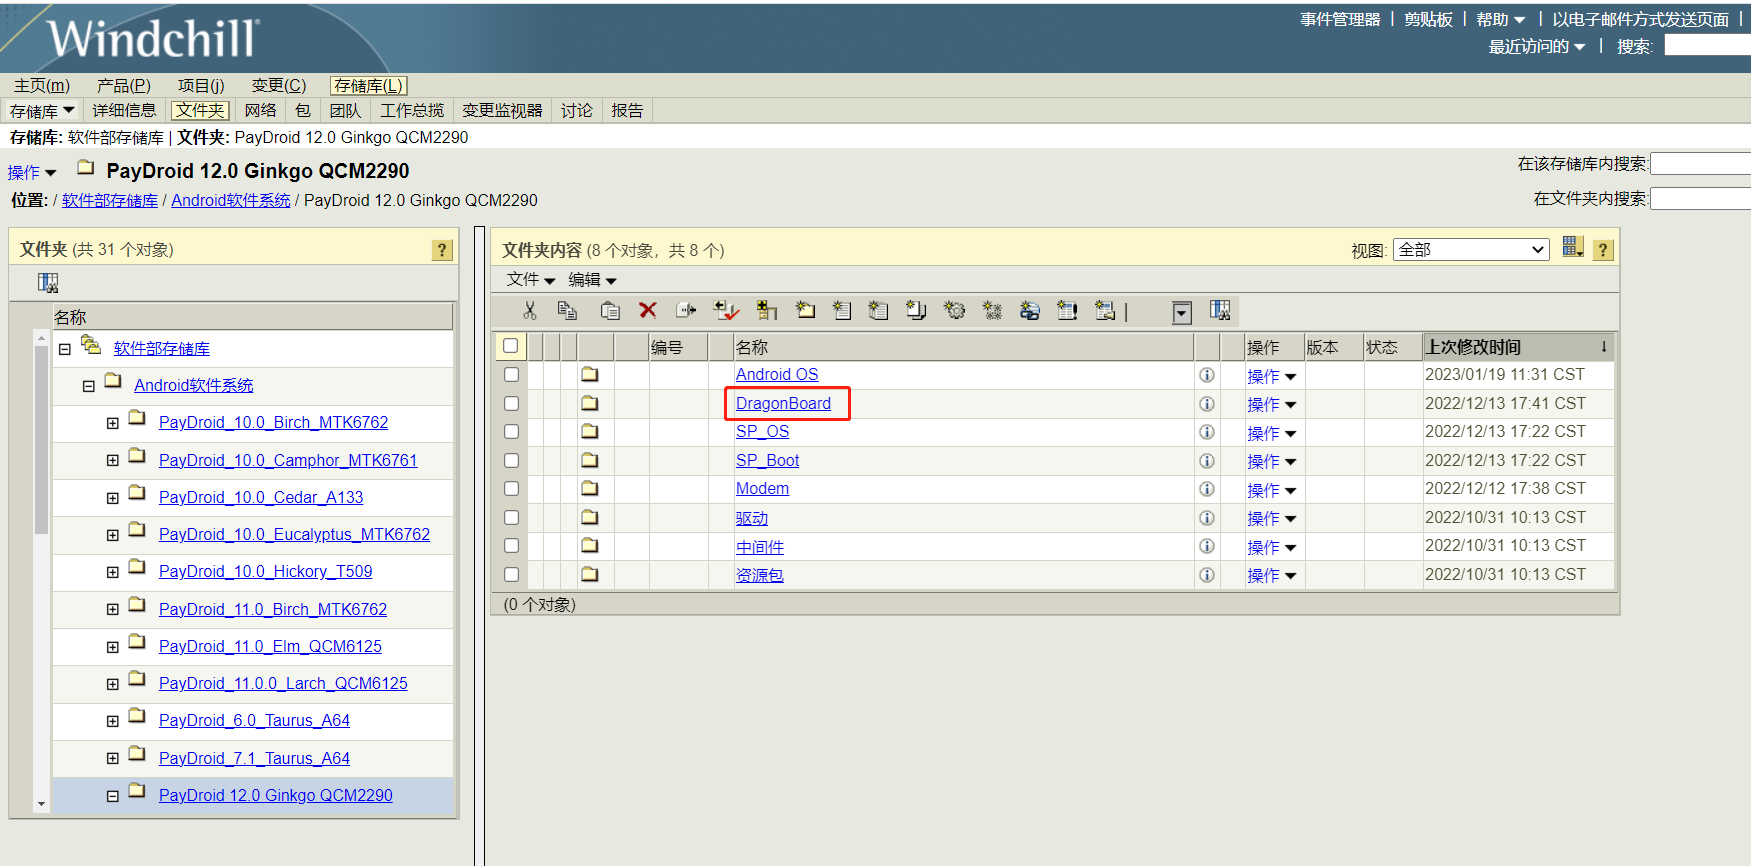 Windchill
事件管理器 | 剪贴板 | 帮助 | 以电子邮件方式发送页面 |
最近访问的 | 搜索:
主页(m) 产品(P) 项目(j) 变更(C) 存储库(L)
存储库 详细信息 文件夹 网络 包 团队 工作总揽 变更监视器 讨论 报告
存储库: 软件部存储库 | 文件夹: PayDroid 12.0 Ginkgo QCM2290
操作 PayDroid 12.0 Ginkgo QCM2290
在该存储库内搜索:
位置: / 软件部存储库 / Android软件系统 / PayDroid 12.0 Ginkgo QCM2290
在文件夹内搜索:
文件夹 (共 31 个对象) ?
名称
软件部存储库
Android软件系统
PayDroid_10.0_Birch_MTK6762
PayDroid_10.0_Camphor_MTK6761
PayDroid_10.0_Cedar_A133
PayDroid_10.0_Eucalyptus_MTK6762
PayDroid_10.0_Hickory_T509
PayDroid_11.0_Birch_MTK6762
PayDroid_11.0_Elm_QCM6125
PayDroid_11.0.0_Larch_QCM6125
PayDroid_6.0_Taurus_A64
PayDroid_7.1_Taurus_A64
PayDroid 12.0 Ginkgo QCM2290
文件夹内容 (8 个对象，共 8 个) 视图: 全部 ?
文件 编辑
编号 名称 操作 版本 状态 上次修改时间 ↓
Android OS 操作 2023/01/19 11:31 CST
DragonBoard 操作 2022/12/13 17:41 CST
SP_OS 操作 2022/12/13 17:22 CST
SP_Boot 操作 2022/12/13 17:22 CST
Modem 操作 2022/12/12 17:38 CST
驱动 操作 2022/10/31 10:13 CST
中间件 操作 2022/10/31 10:13 CST
资源包 操作 2022/10/31 10:13 CST
(0 个对象)